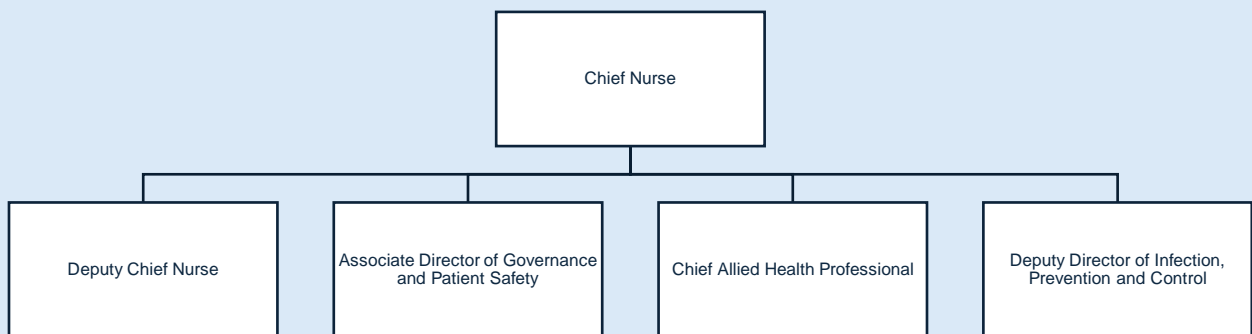 Chief Nurse
Deputy Chief Nurse
Associate Director of Governance
and Patient Safety
Chief Allied Health Professional
Deputy Director of Infection,
Prevention and Control